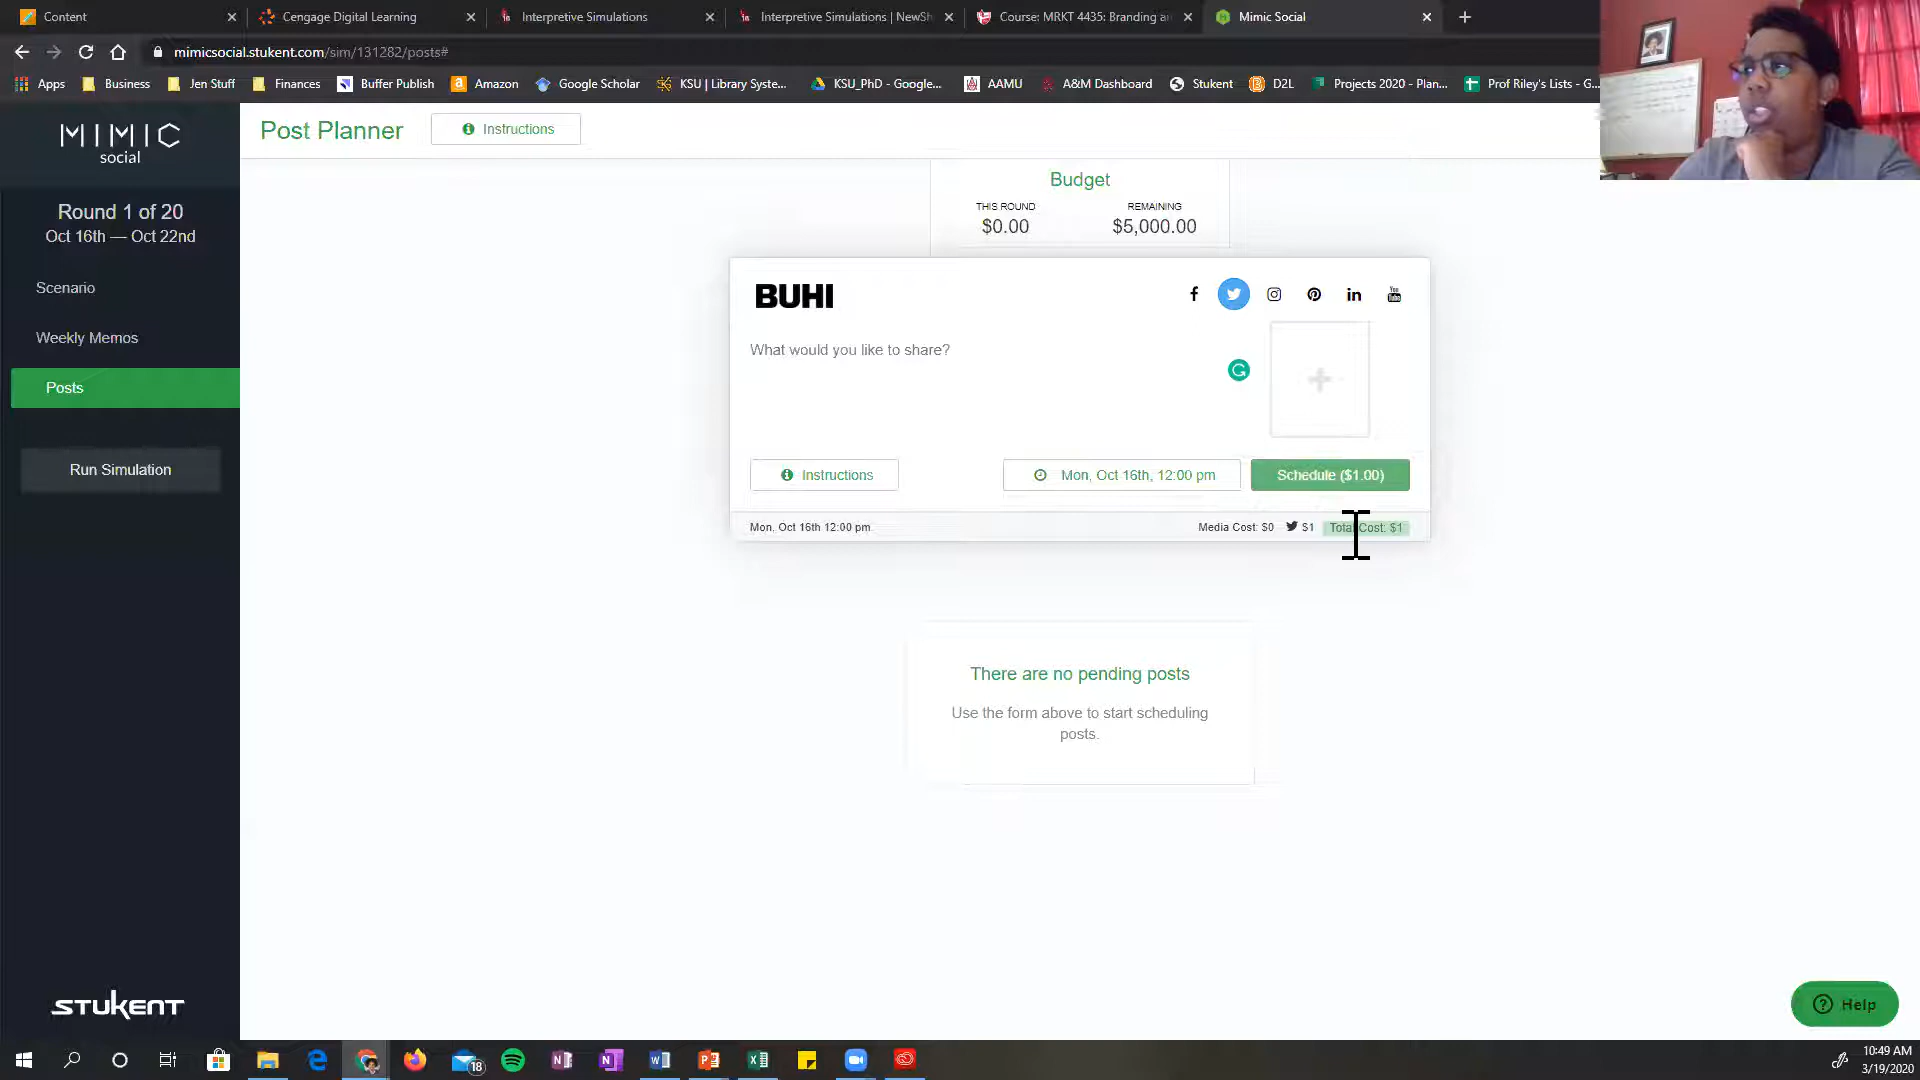 Content
Cengage Digital Learning
Interpretive Simulations
Interpretive Simulations | NewSh
Course: MRKT 4435: Branding an
Mimic Social
mimicsocial.stukent.com/sim/131282/posts#
Apps
Business
Jen Stuff
Finances
Buffer Publish
Amazon
Google Scholar
KSU | Library Syste...
KSU_PhD - Google...
AAMU
A&M Dashboard
Stukent
D2L
Projects 2020 - Plan...
Prof Riley's Lists - G...
MIMIC
social
Round 1 of 20
Oct 16th — Oct 22nd
Scenario
Weekly Memos
Posts
Run Simulation
STUKENT
Post Planner
Instructions
Budget
THIS ROUND REMAINING
$0.00 $5,000.00
BUHI
You
What would you like to share?
Instructions
Mon, Oct 16th, 12:00 pm
Schedule ($1.00)
Mon, Oct 16th 12:00 pm
Media Cost: $0 $1 Total Cost: $1
There are no pending posts
Use the form above to start scheduling
posts.
Help
18
10:49 AM
3/19/2020